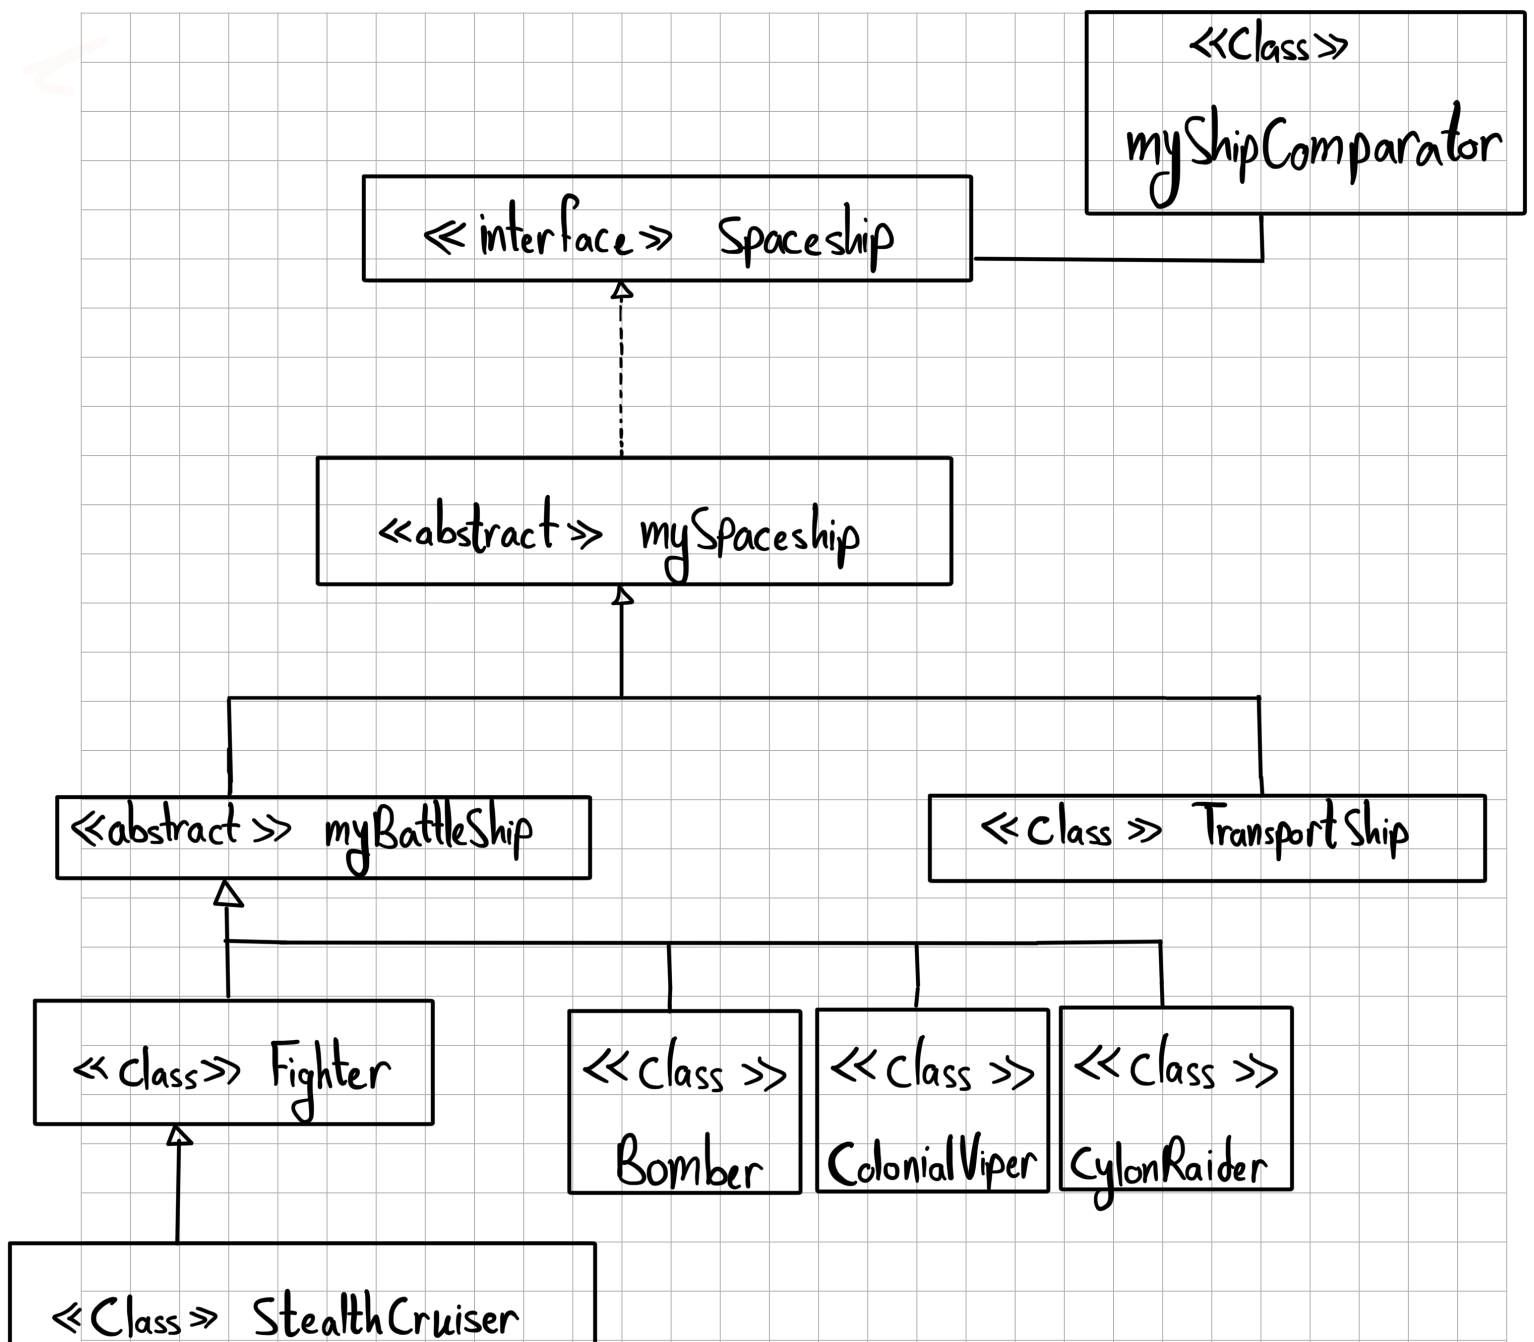 ≪Class≫
myShipComparator
≪interface≫ Spaceship
≪abstract≫ mySpaceship
≪abstract≫ myBattleShip
≪Class≫ TransportShip
≪class≫ Fighter
≪class≫
Bomber
≪class≫
ColonialViper
≪class≫
CylonRaider
≪Class≫ StealthCruiser